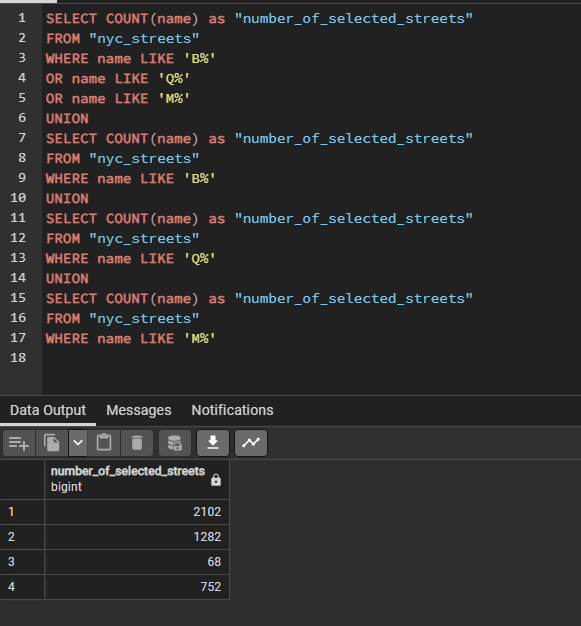 1 SELECT COUNT(name) as "number_of_selected_streets"
2 FROM "nyc_streets"
3 WHERE name LIKE 'B%'
4 OR name LIKE 'Q%'
5 OR name LIKE 'M%'
6 UNION
7 SELECT COUNT(name) as "number_of_selected_streets"
8 FROM "nyc_streets"
9 WHERE name LIKE 'B%'
10 UNION
11 SELECT COUNT(name) as "number_of_selected_streets"
12 FROM "nyc_streets"
13 WHERE name LIKE 'Q%'
14 UNION
15 SELECT COUNT(name) as "number_of_selected_streets"
16 FROM "nyc_streets"
17 WHERE name LIKE 'M%'
18
Data Output Messages Notifications
number_of_selected_streets
bigint
1 2102
2 1282
3 68
4 752